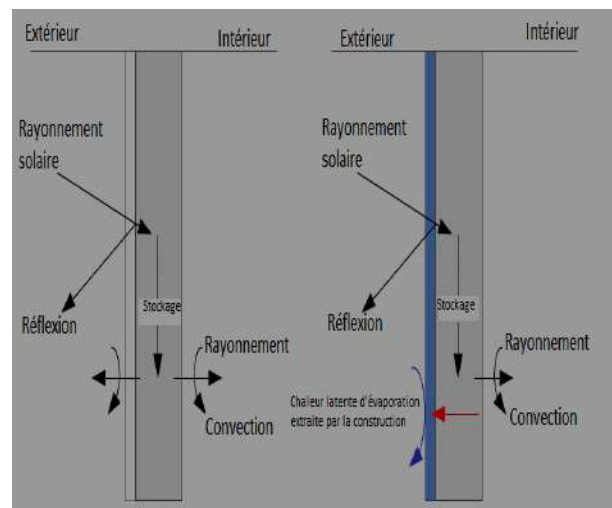 Extérieur
Intérieur
Rayonnement
solaire
Stockage
Réflexion
Rayonnement
Convection
Extérieur
Intérieur
Rayonnement
solaire
Stockage
Réflexion
Rayonnement
Chaleur latente d'évaporation
extraite par la construction
Convection